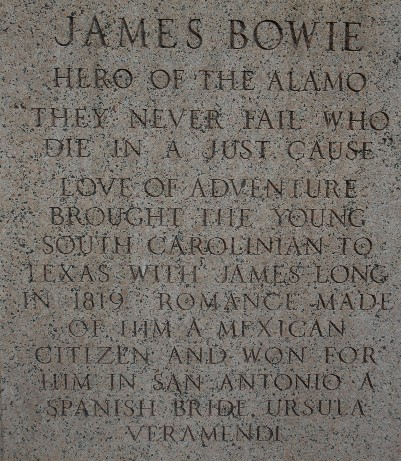 JAMES BOWIE
HERO OF THE ALAMO
"THEY NEVER FAIL WHO
DIE IN A JUST CAUSE"
LOVE OF ADVENTURE
BROUGHT THE YOUNG
SOUTH CAROLINIAN TO
TEXAS WITH JAMES LONG
IN 1819. ROMANCE MADE
OF HIM A MEXICAN
CITIZEN AND WON FOR
HIM IN SAN ANTONIO A
SPANISH BRIDE, URSULA
VERAMENDI